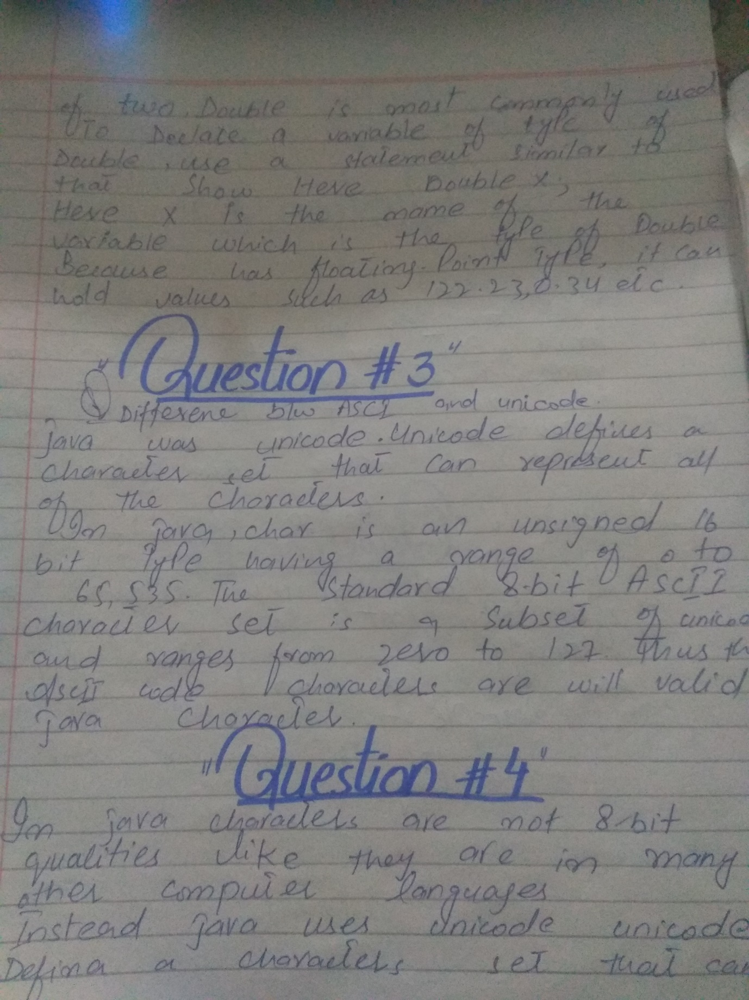 of two. Double is most commonly used
To Declate a variable of type of
Double, use a statement similar to
that Show Here Double x;
Here x is the name of the
variable which is the type of Double
Because has floating-Point Type, it can
hold values such as 122.23, 0.34 etc.
"Question #3"
Differene b/w ASCI and unicode.
java was unicode. Unicode defines a
character set that can represent all
of the characters.
In java, char is an unsigned 16
bit Type having a range of 0 to
65,535. The Standard 8-bit ASCII
character set is a Subset of unicod
and ranges from zero to 127. Thus th
AscII code characters are will valid
java character.
"Question #4"
In java characters are not 8-bit
qualities like they are in many
other computer languages
Instead java uses unicode unicode
Defina a characters set that can